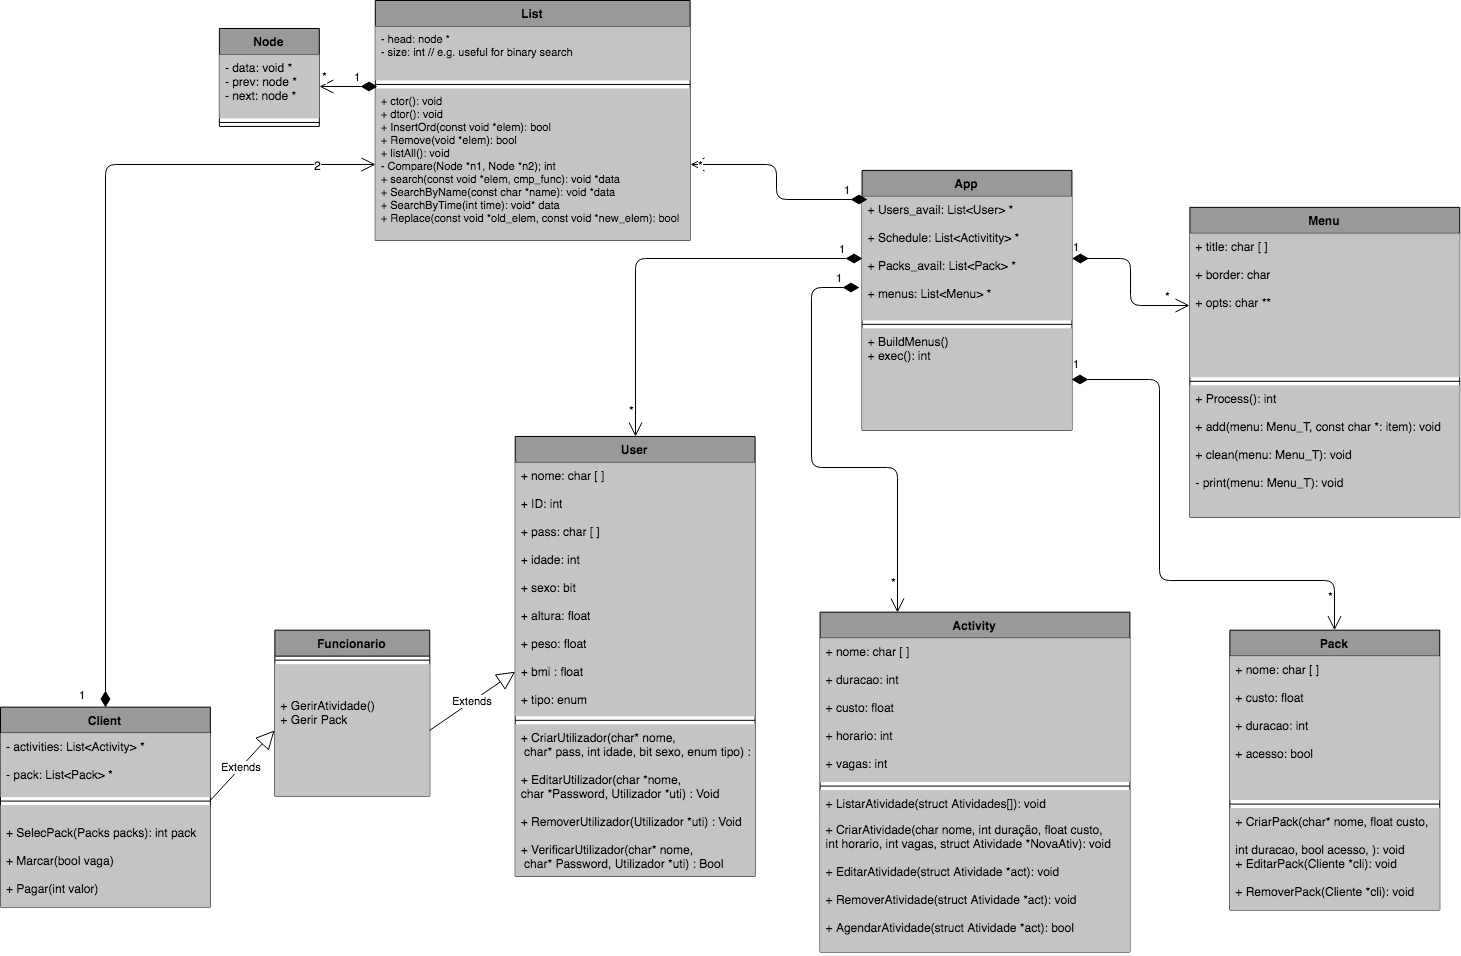 List
- head: node *
- size: int // e.g. useful for binary search
+ ctor(): void
+ dtor(): void
+ InsertOrd(const void *elem): bool
+ Remove(void *elem): bool
+ listAll(): void
- Compare(Node *n1, Node *n2); int
+ search(const void *elem, cmp_func): void *data
+ SearchByName(const char *name): void *data
+ SearchByTime(int time): void* data
+ Replace(const void *old_elem, const void *new_elem): bool
Node
- data: void *
- prev: node *
- next: node *
*
1
2
*
1
App
+ Users_avail: List<User> *
+ Schedule: List<Activitity> *
+ Packs_avail: List<Pack> *
+ menus: List<Menu> *
+ BuildMenus()
+ exec(): int
1
1
1
*
1
Menu
+ title: char [ ]
+ border: char
+ opts: char **
+ Process(): int
+ add(menu: Menu_T, const char *: item): void
+ clean(menu: Menu_T): void
- print(menu: Menu_T): void
*
User
+ nome: char [ ]
+ ID: int
+ pass: char [ ]
+ idade: int
+ sexo: bit
+ altura: float
+ peso: float
+ bmi : float
+ tipo: enum
+ CriarUtilizador(char* nome,
char* pass, int idade, bit sexo, enum tipo) :
+ EditarUtilizador(char *nome,
char *Password, Utilizador *uti) : Void
+ RemoverUtilizador(Utilizador *uti) : Void
+ VerificarUtilizador(char* nome,
char* Password, Utilizador *uti) : Bool
*
Activity
+ nome: char [ ]
+ duracao: int
+ custo: float
+ horario: int
+ vagas: int
+ ListarAtividade(struct Atividades[]): void
+ CriarAtividade(char nome, int duração, float custo,
int horario, int vagas, struct Atividade *NovaAtiv): void
+ EditarAtividade(struct Atividade *act): void
+ RemoverAtividade(struct Atividade *act): void
+ AgendarAtividade(struct Atividade *act): bool
*
Pack
+ nome: char [ ]
+ custo: float
+ duracao: int
+ acesso: bool
+ CriarPack(char* nome, float custo,
int duracao, bool acesso, ): void
+ EditarPack(Cliente *cli): void
+ RemoverPack(Cliente *cli): void
Funcionario
+ GerirAtividade()
+ Gerir Pack
Extends
1
Client
- activities: List<Activity> *
- pack: List<Pack> *
+ SelecPack(Packs packs): int pack
+ Marcar(bool vaga)
+ Pagar(int valor)
Extends